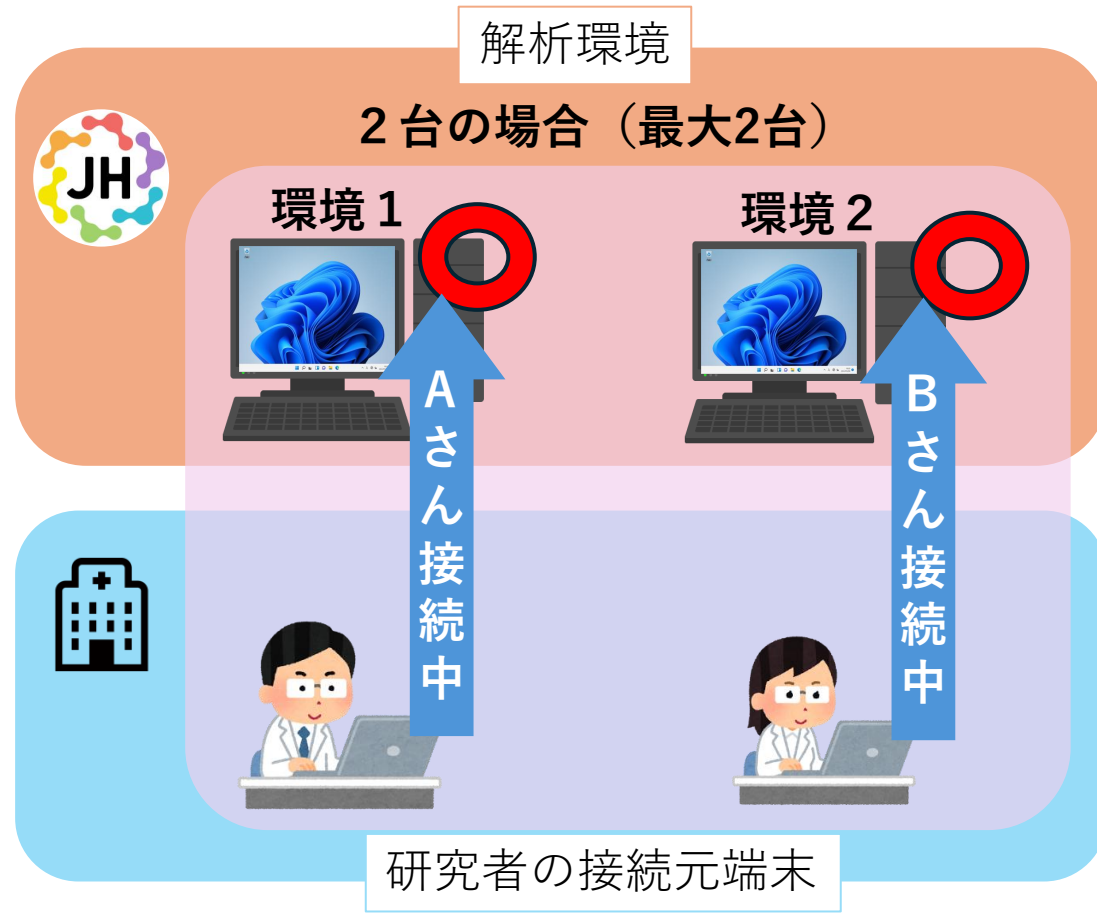 解析環境
２台の場合（最大2台）
JH
環境１
環境２
Aさん接続中
Bさん接続中
研究者の接続元端末